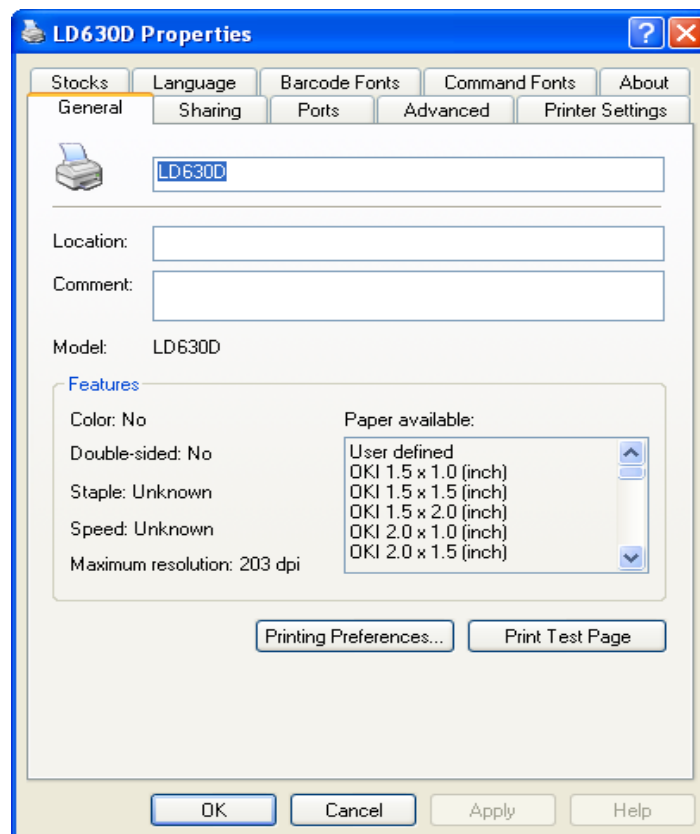 LD630D Properties
Stocks Language Barcode Fonts Command Fonts About
General Sharing Ports Advanced Printer Settings
LD630D
Location:
Comment:
Model: LD630D
Features
Color: No
Double-sided: No
Staple: Unknown
Speed: Unknown
Maximum resolution: 203 dpi
Paper available:
User defined
OKI 1.5 x 1.0 (inch)
OKI 1.5 x 1.5 (inch)
OKI 1.5 x 2.0 (inch)
OKI 2.0 x 1.0 (inch)
OKI 2.0 x 1.5 (inch)
Printing Preferences... Print Test Page
OK Cancel Apply Help